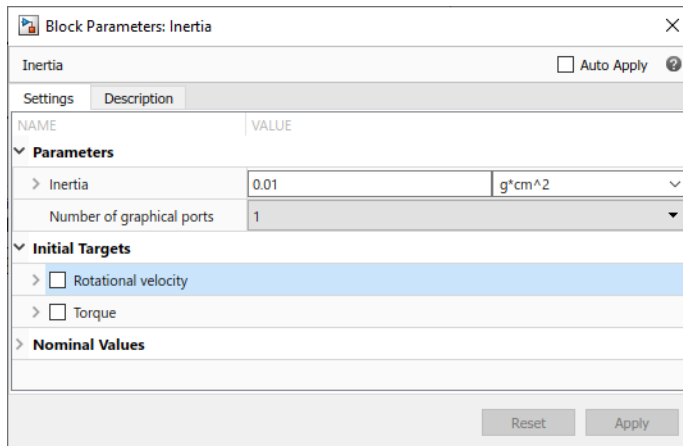 Block Parameters: Inertia
Inertia Auto Apply
Settings Description
NAME VALUE
Parameters
Inertia 0.01 g*cm^2
Number of graphical ports 1
Initial Targets
Rotational velocity
Torque
Nominal Values
Reset Apply